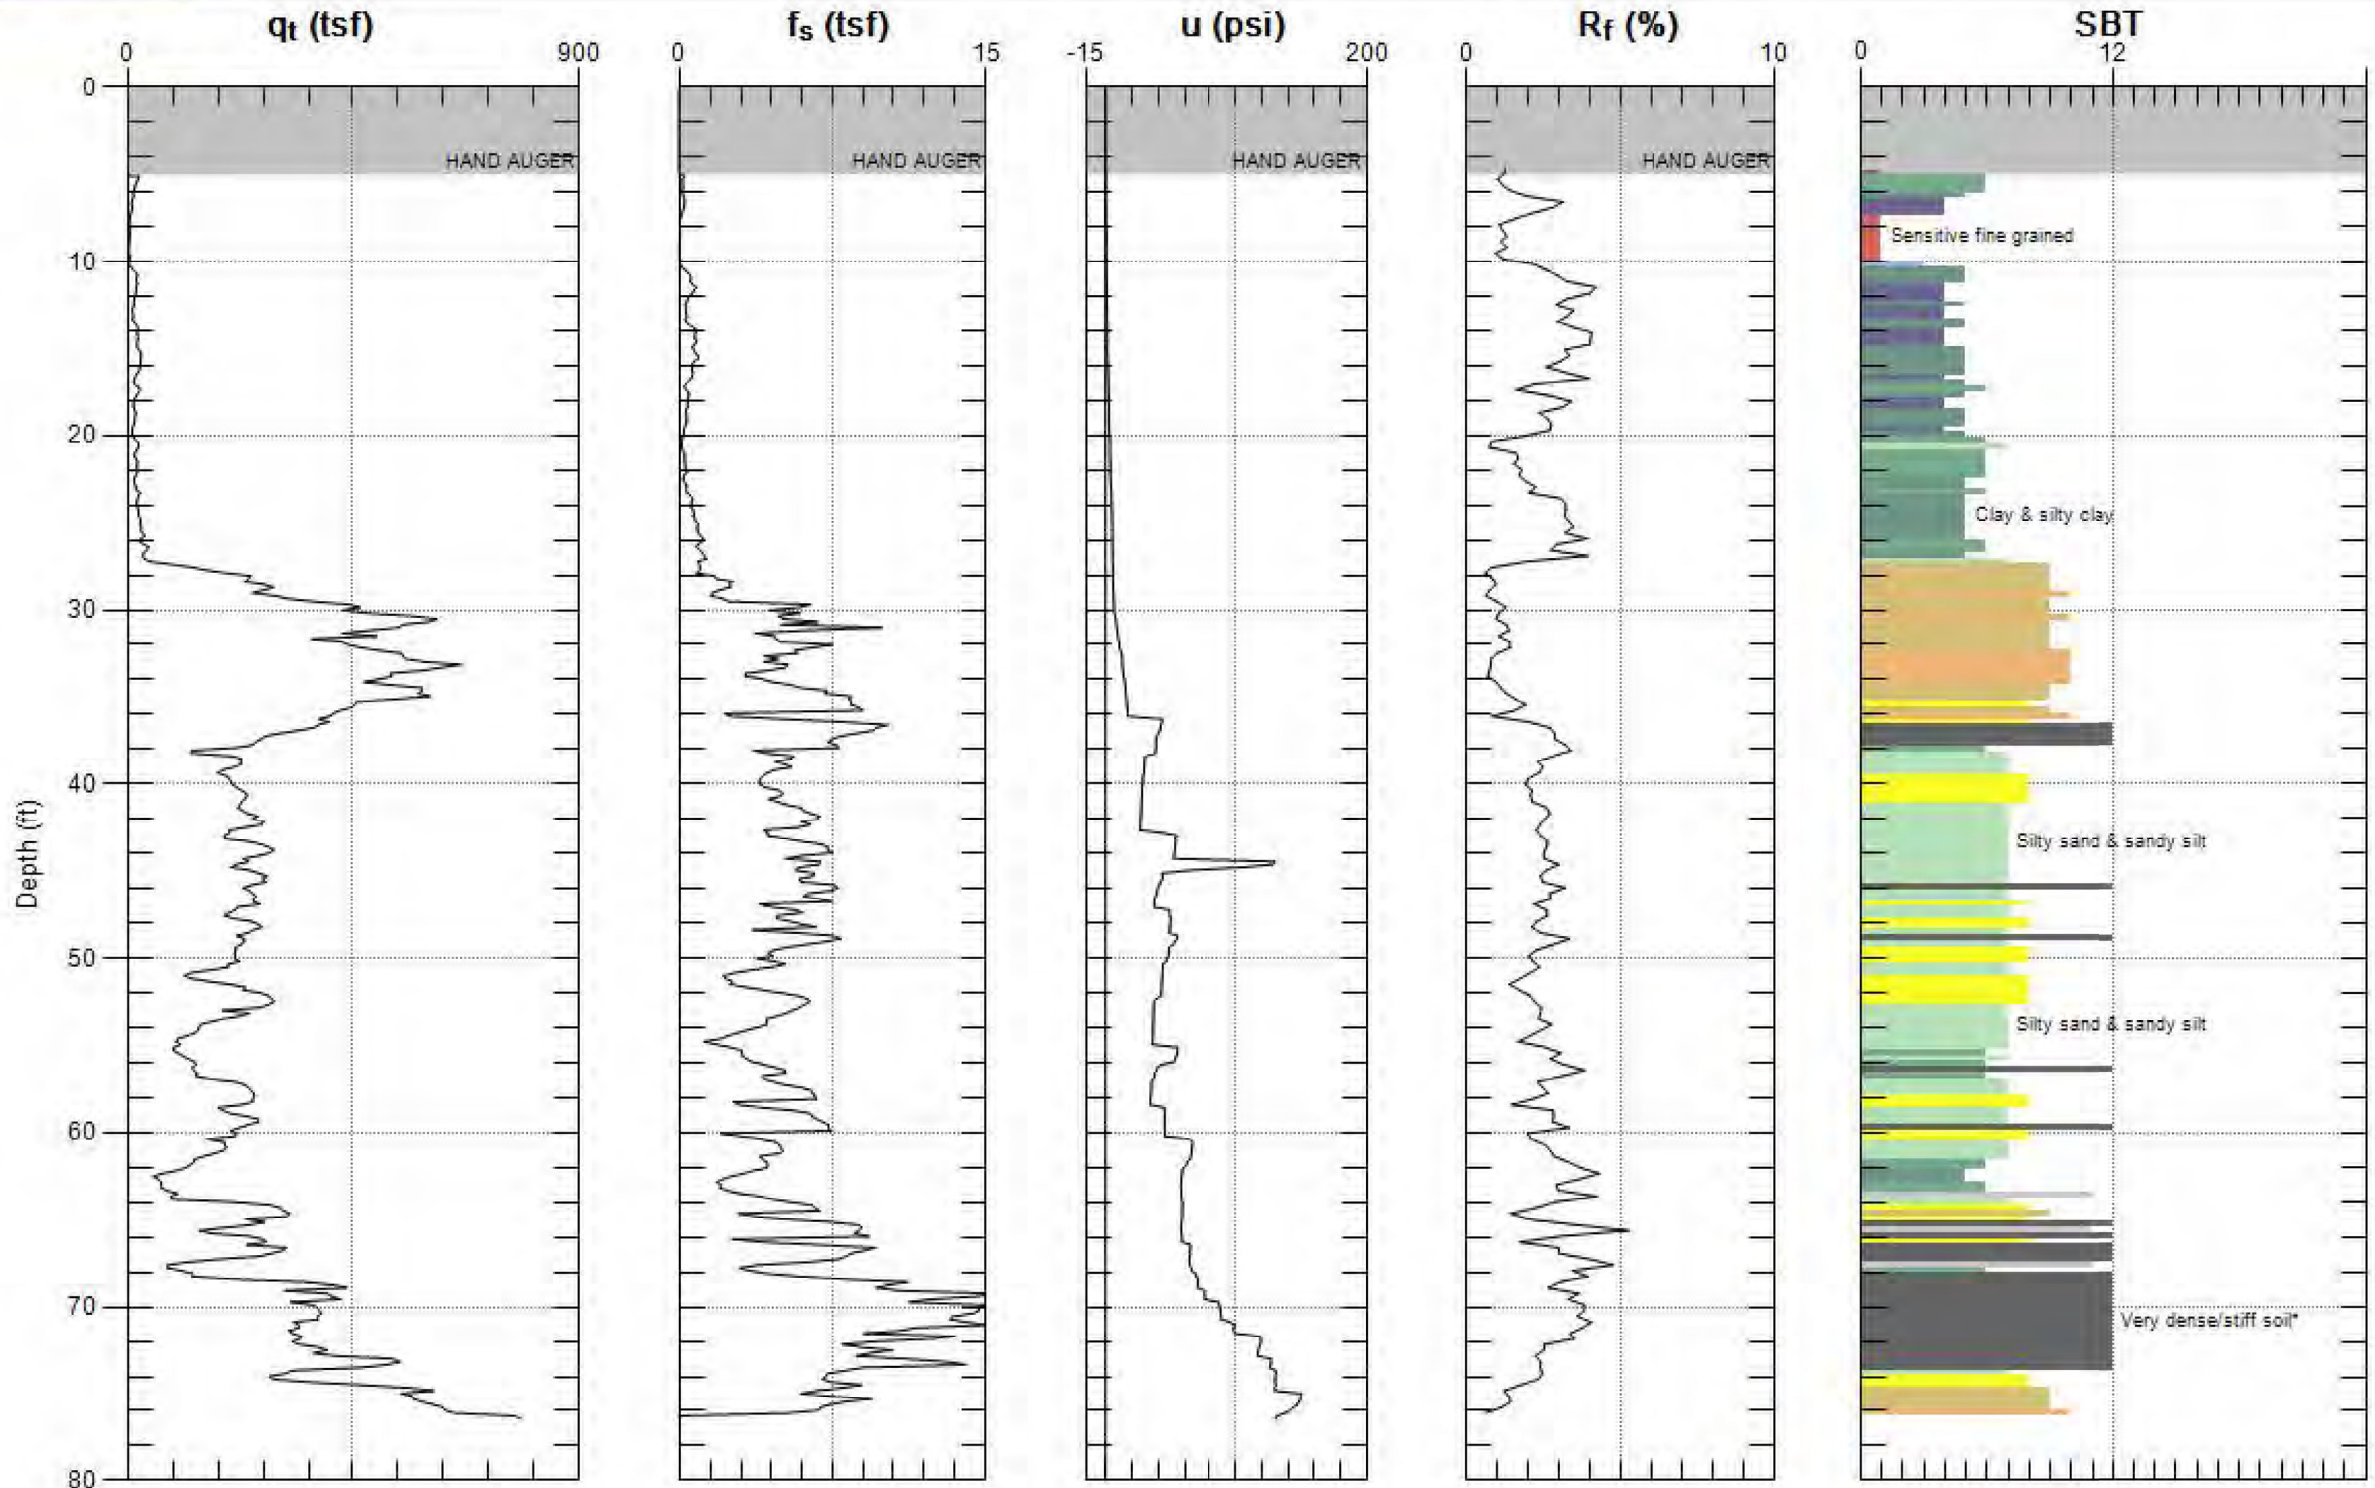 qt (tsf)
fs (tsf)
u (psi)
Rf (%)
SBT
0
900
0
15
-15
200
0
10
0
12
0
HAND AUGER
HAND AUGER
HAND AUGER
HAND AUGER
Sensitive fine grained
10
20
Clay & silty clay
30
40
Depth (ft)
Silty sand & sandy silt
50
Silty sand & sandy silt
60
70
Very dense/stiff soil*
80